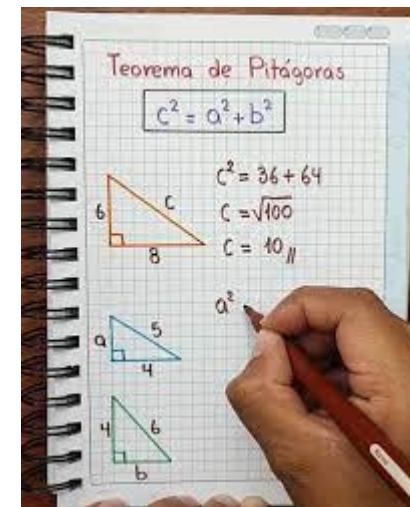 Teorema de Pitágoras
c² = a² + b²
6
c
8
c² = 36 + 64
c = √100
c = 10 //
a
5
4
a²
4
6
b